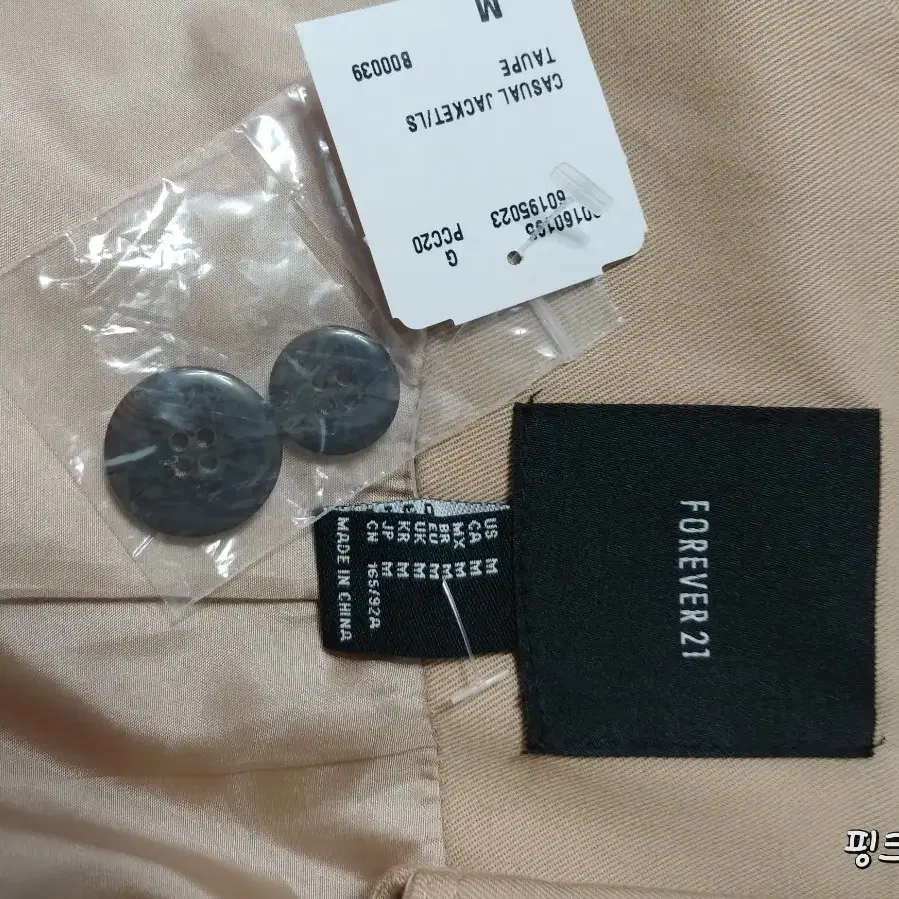 G
60195023 PCC20
CASUAL JACKET/LS
TAUPE B00039
M
FOREVER 21
US M
CA M
MX M
BR M
EU M
UK M
KR M
JP M
CN 165/92A
MADE IN CHINA
핑크